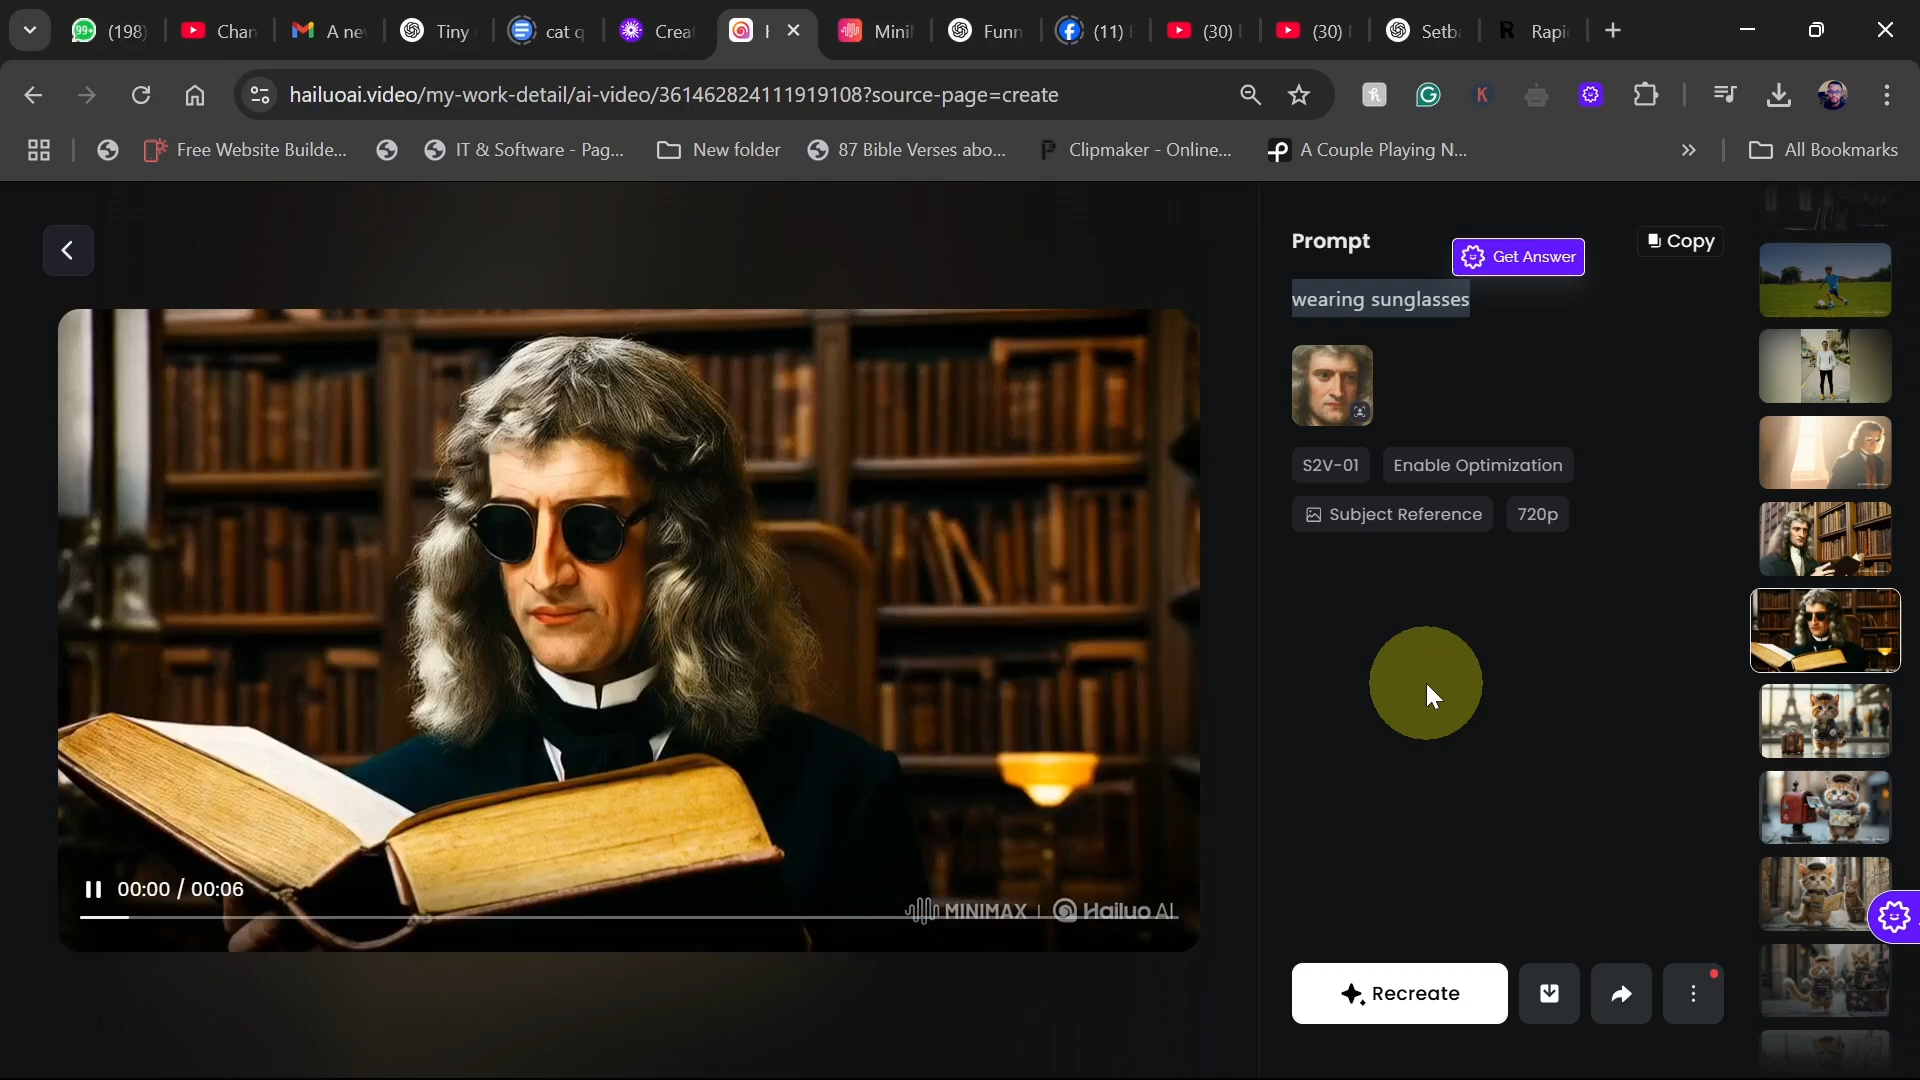 99+
(198)
Chan
A ne
Tiny
cat q
Crea
Mini
Funn
(11)
(30)
(30)
Setb
R
Rapi
hailuoai.video/my-work-detail/ai-video/361462824111919108?source-page=create
K
Free Website Builde...
IT & Software - Pag...
New folder
87 Bible Verses abo...
Clipmaker - Online...
A Couple Playing N...
All Bookmarks
Prompt
Get Answer
Copy
wearing sunglasses
S2V-01
Enable Optimization
Subject Reference
720p
00:00 / 00:06
MINIMAX | Hailuo AI
Recreate